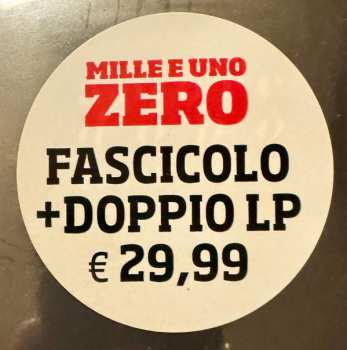 MILLE E UNO
ZERO
FASCICOLO
+DOPPIO LP
€ 29,99